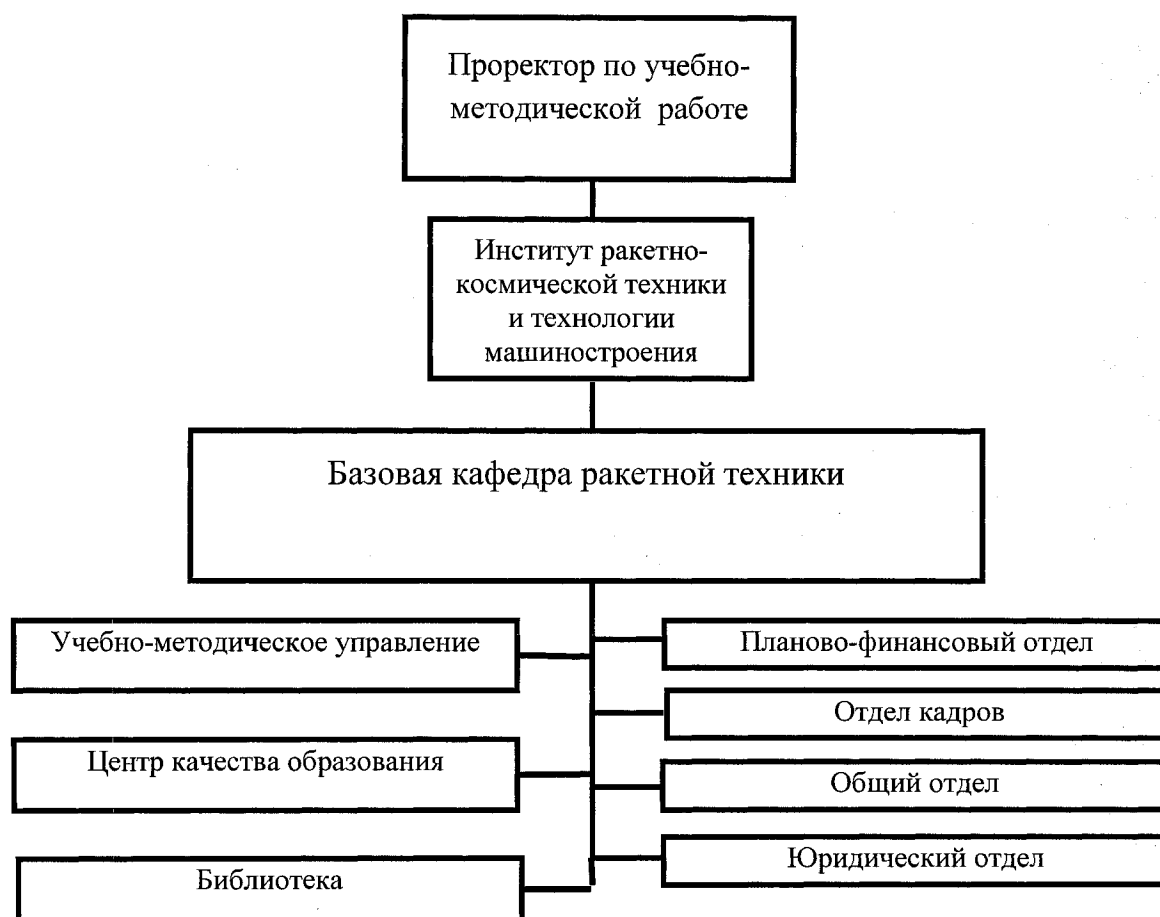 Проректор по учебно-
методической работе
Институт ракетно-
космической техники
и технологии
машиностроения
Базовая кафедра ракетной техники
Учебно-методическое управление
Центр качества образования
Библиотека
Планово-финансовый отдел
Отдел кадров
Общий отдел
Юридический отдел